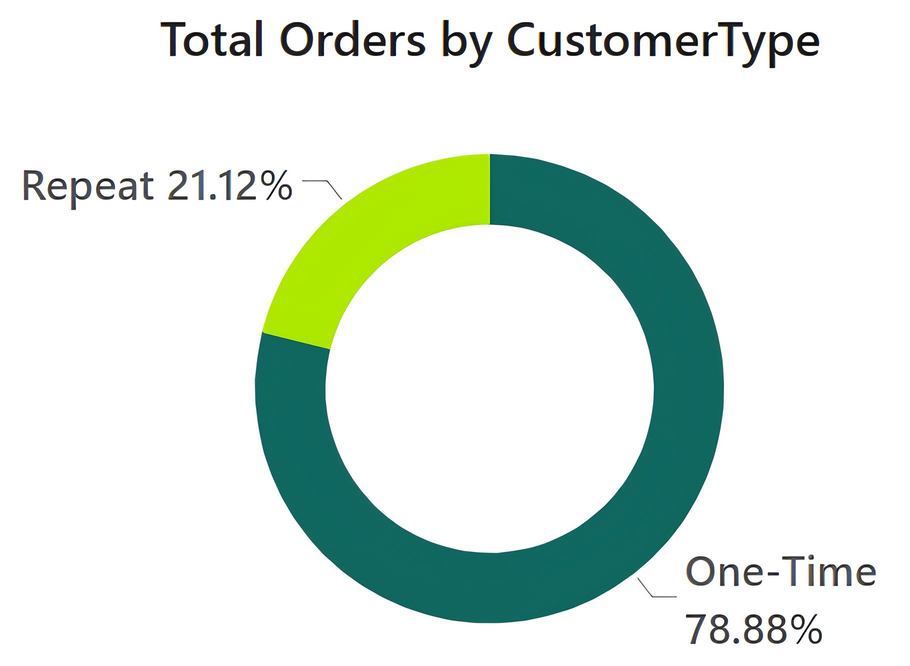 Total Orders by CustomerType
Repeat 21.12%
One-Time
78.88%